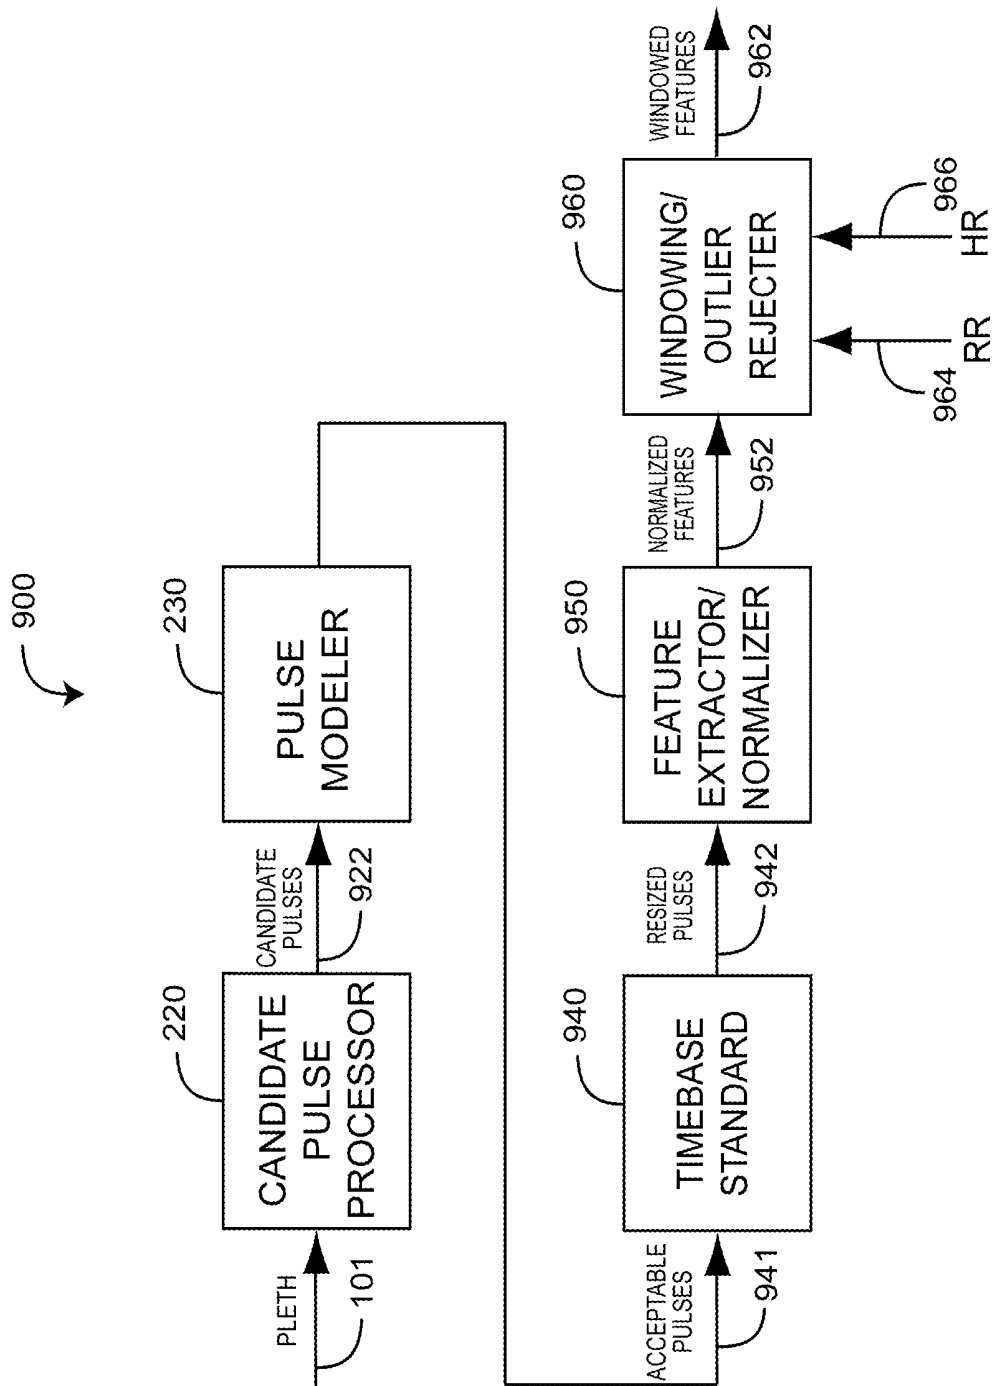 900
PLETH
101
220
CANDIDATE
PULSE
PROCESSOR
CANDIDATE
PULSES
922
230
PULSE
MODELER
ACCEPTABLE
PULSES
941
940
TIMEBASE
STANDARD
RESIZED
PULSES
942
950
FEATURE
EXTRACTOR/
NORMALIZER
NORMALIZED
FEATURES
952
960
WINDOWING/
OUTLIER
REJECTER
964
RR
966
HR
WINDOWED
FEATURES
962